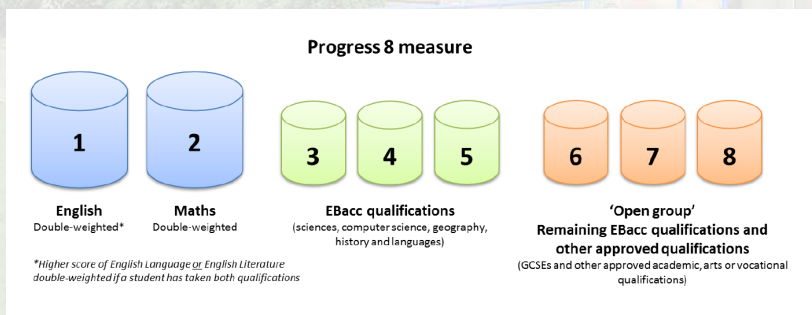 Progress 8 measure
1
2
3
4
5
6
7
8
English
Double-weighted*
Maths
Double-weighted
EBacc qualifications
(sciences, computer science, geography,
history and languages)
'Open group'
Remaining EBacc qualifications and
other approved qualifications
(GCSEs and other approved academic, arts or vocational
qualifications)
*Higher score of English Language or English Literature
double-weighted if a student has taken both qualifications